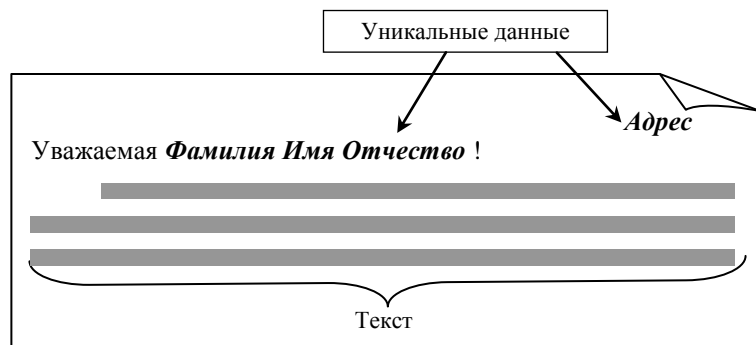 Уникальные данные
Адрес
Уважаемая Фамилия Имя Отчество !
Текст